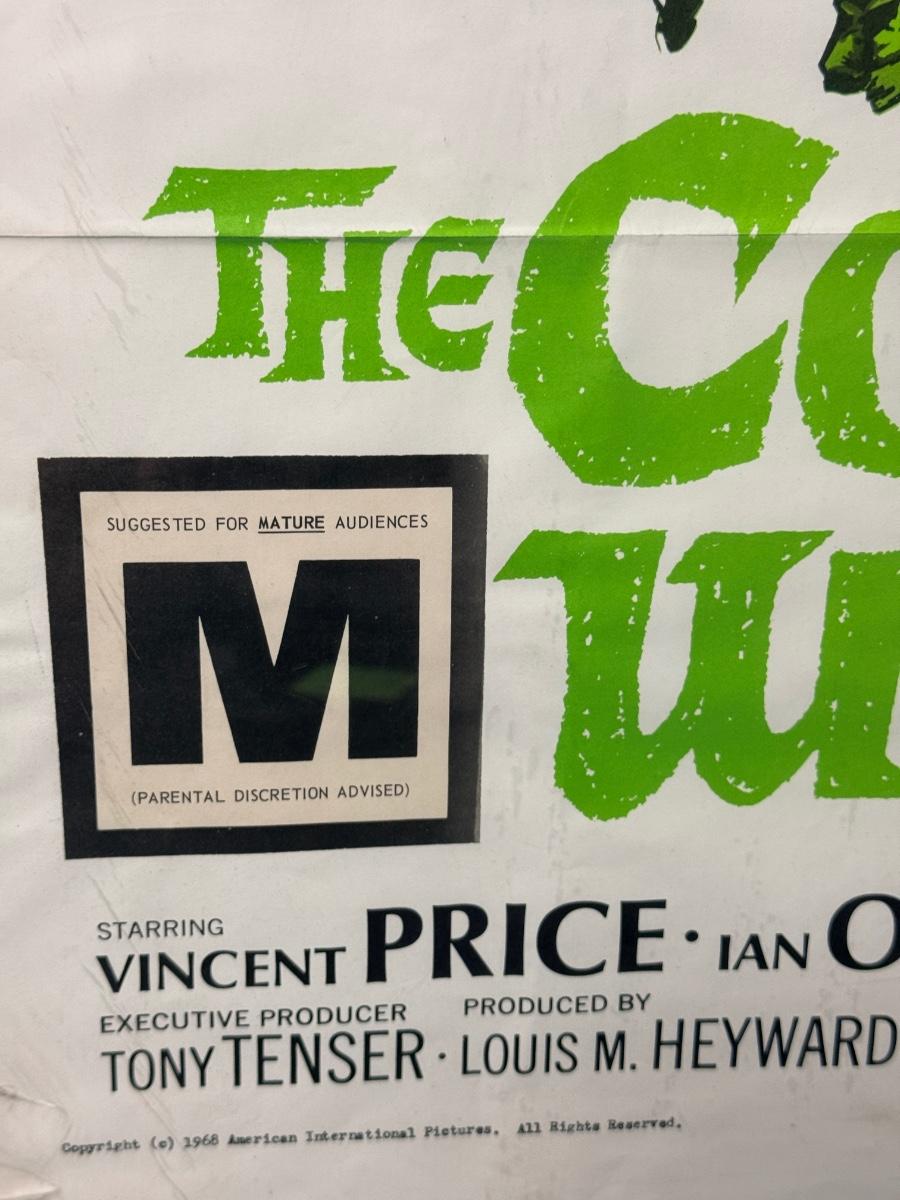 THE CO
W
SUGGESTED FOR MATURE AUDIENCES
M
(PARENTAL DISCRETION ADVISED)
STARRING
VINCENT PRICE · IAN O
EXECUTIVE PRODUCER PRODUCED BY
TONY TENSER · LOUIS M. HEYWARD
Copyright (c) 1968 American International Pictures. All Rights Reserved.